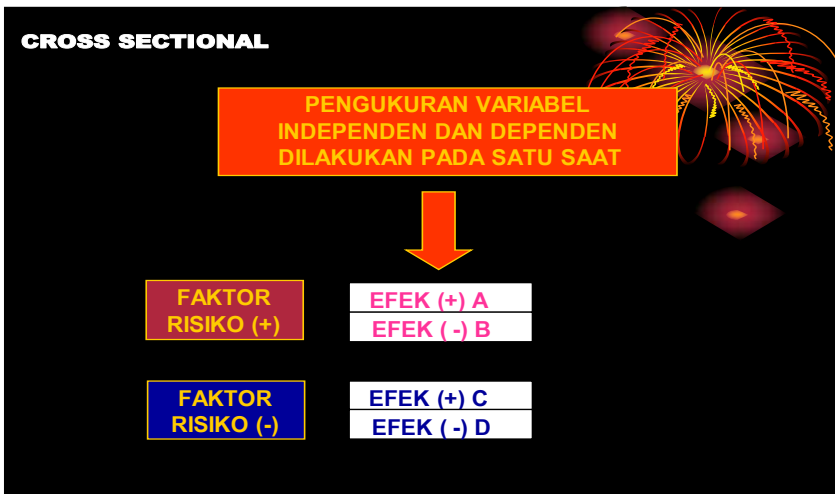 CROSS SECTIONAL
PENGUKURAN VARIABEL
INDEPENDEN DAN DEPENDEN
DILAKUKAN PADA SATU SAAT
FAKTOR
RISIKO (+)
EFEK (+) A
EFEK ( -) B
FAKTOR
RISIKO (-)
EFEK (+) C
EFEK ( -) D